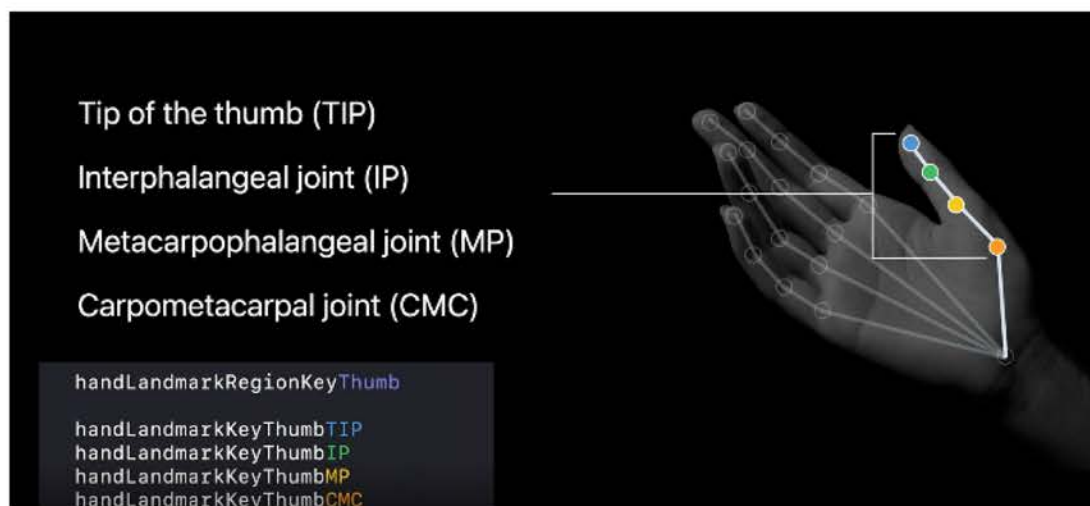 Tip of the thumb (TIP)
Interphalangeal joint (IP)
Metacarpophalangeal joint (MP)
Carpometacarpal joint (CMC)
handLandmarkRegionKeyThumb
handLandmarkKeyThumbTIP
handLandmarkKeyThumbIP
handLandmarkKeyThumbMP
handLandmarkKeyThumbCMC